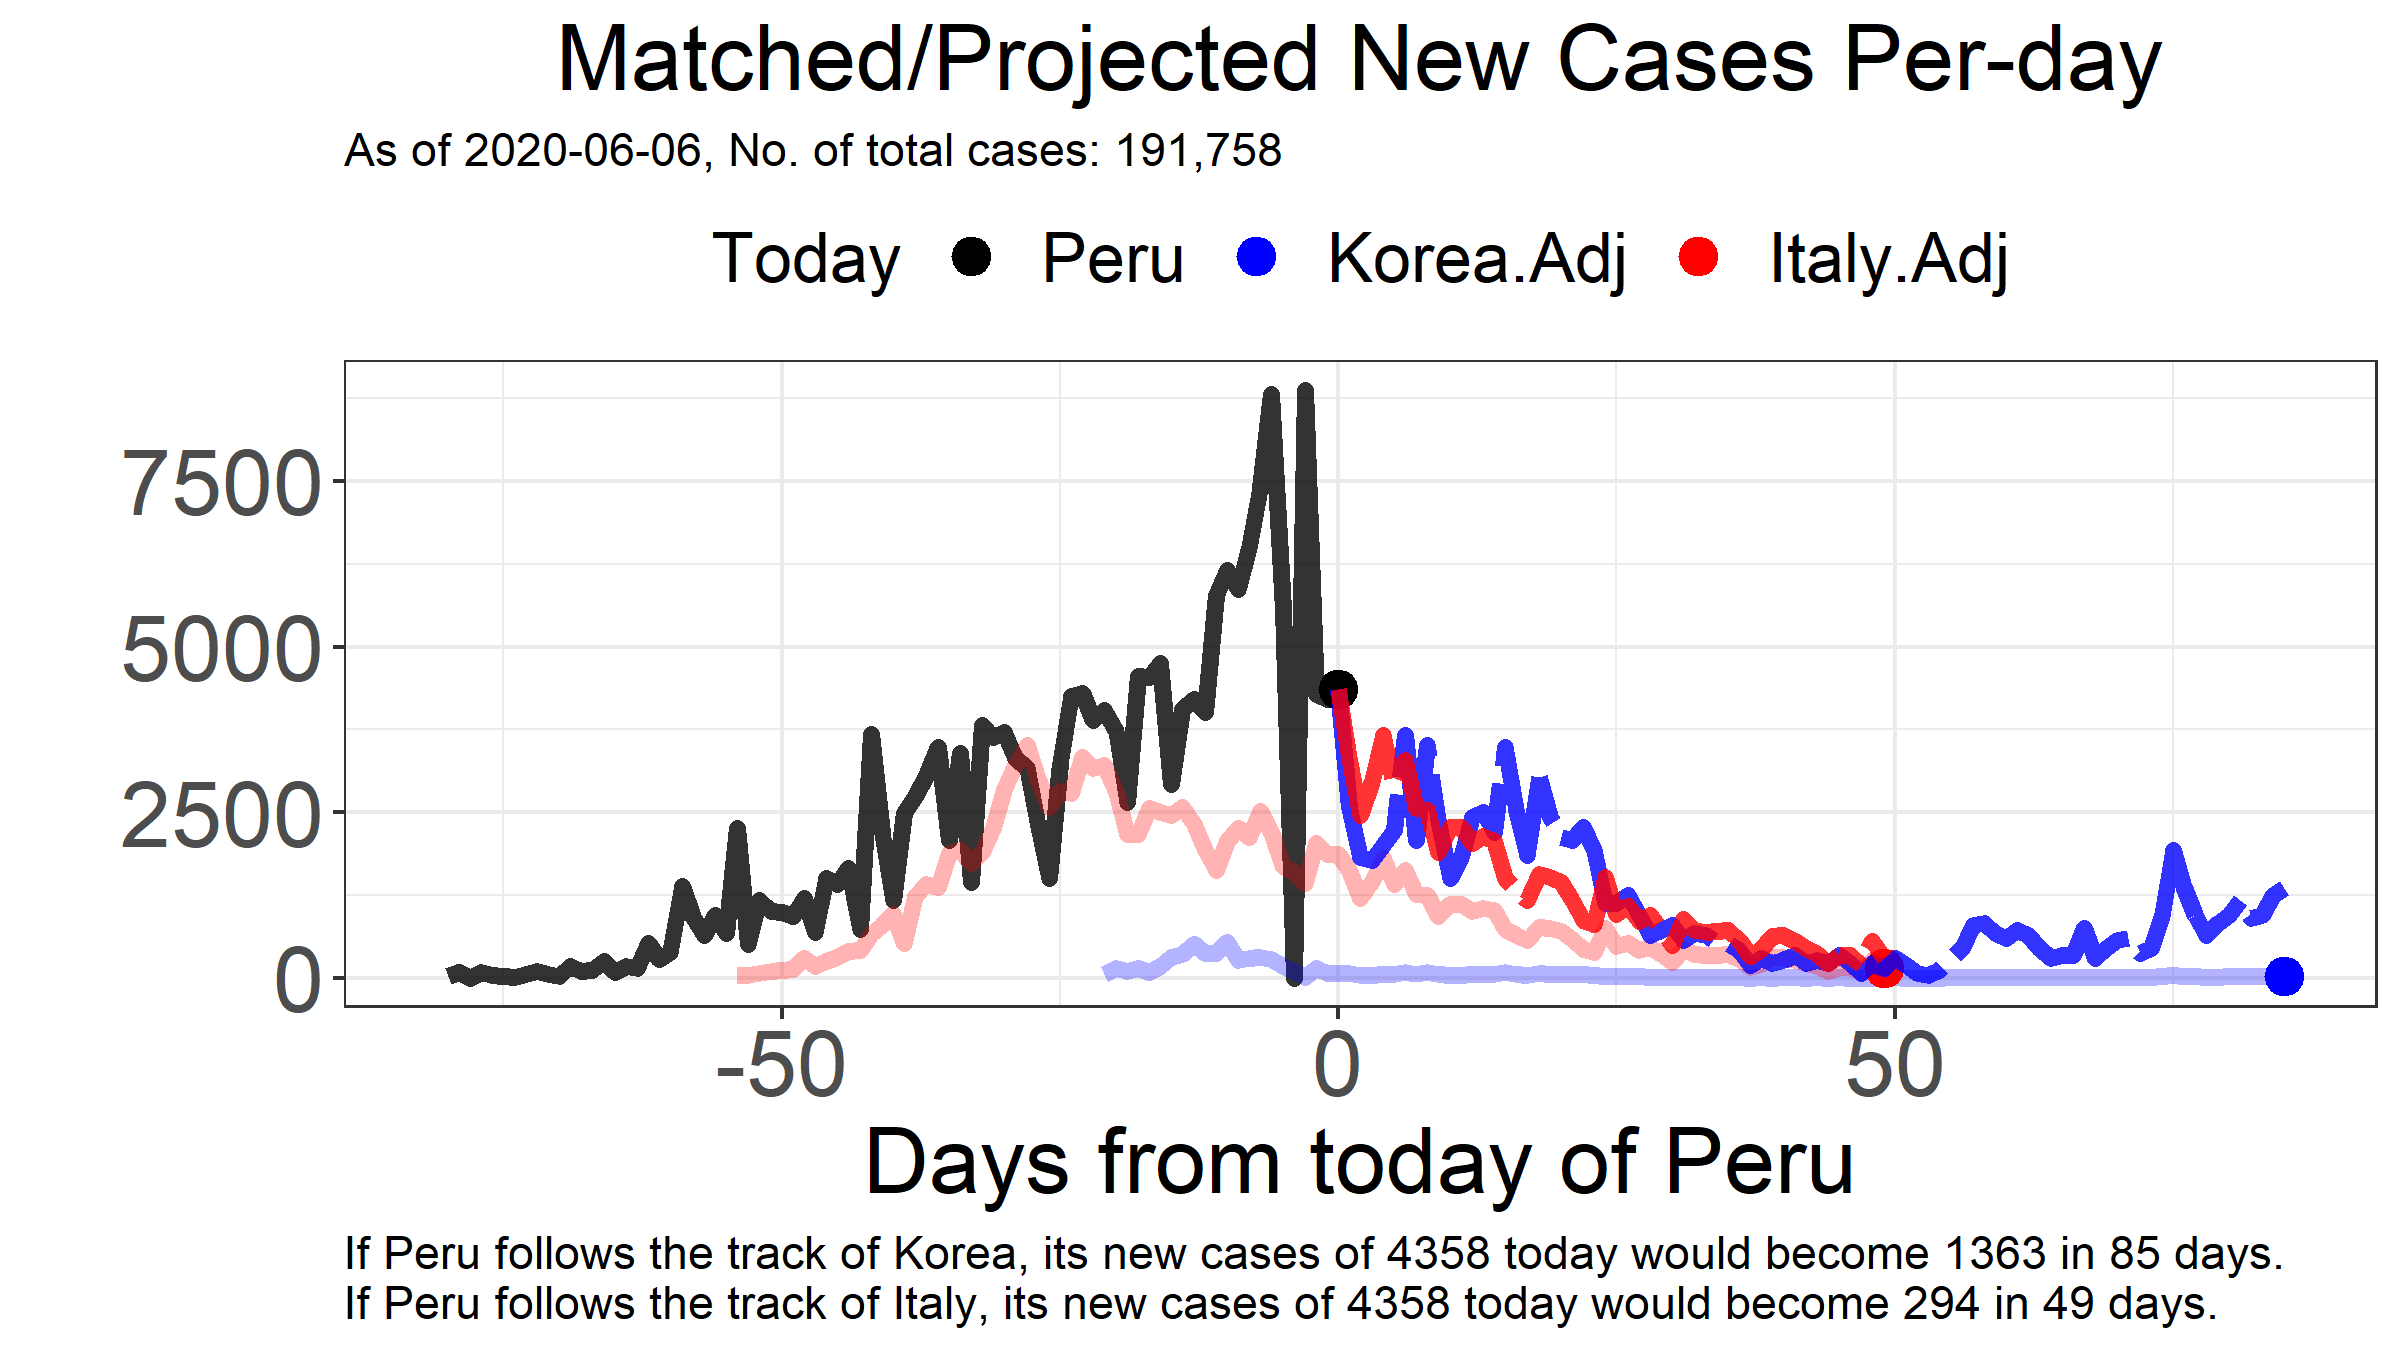 Matched/Projected New Cases Per-day
As of 2020-06-06, No. of total cases: 191,758
Today Peru Korea.Adj Italy.Adj
7500
5000
2500
0
-50 0 50
Days from today of Peru
If Peru follows the track of Korea, its new cases of 4358 today would become 1363 in 85 days.
If Peru follows the track of Italy, its new cases of 4358 today would become 294 in 49 days.